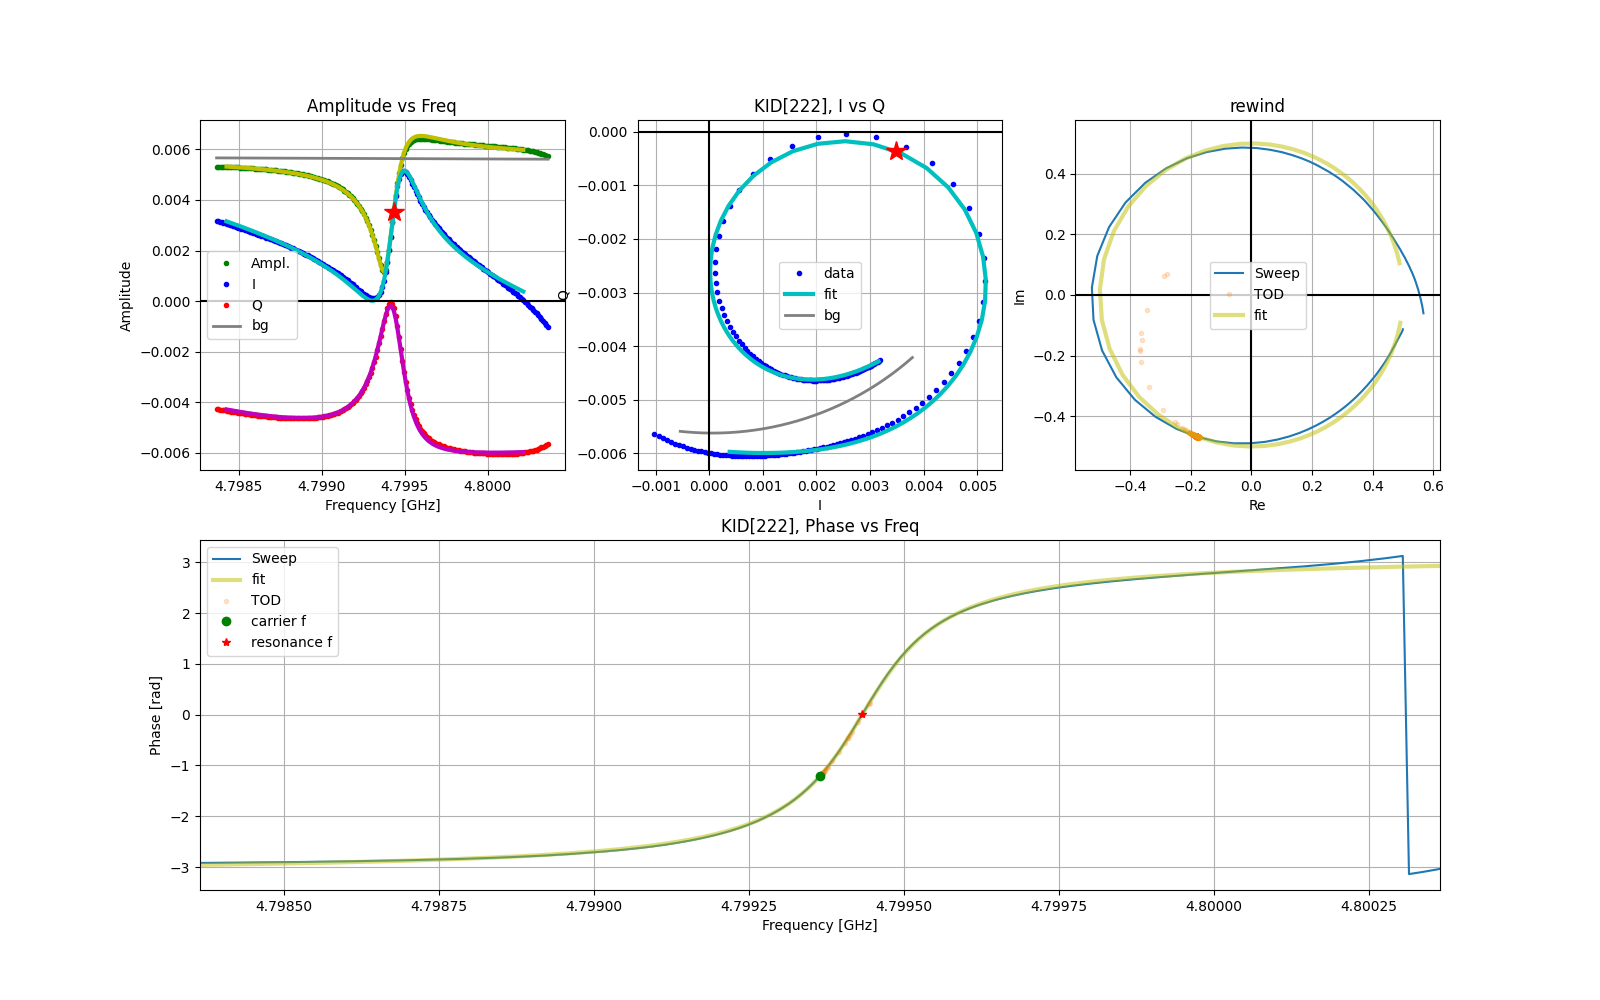 Amplitude vs Freq
0.006
0.004
0.002
0.000
−0.002
−0.004
−0.006
Amplitude
Ampl.
I
Q
bg
4.7985
4.7990
4.7995
4.8000
Frequency [GHz]
KID[222], I vs Q
0.000
−0.001
−0.002
−0.003
−0.004
−0.005
−0.006
Q
data
fit
bg
−0.001
0.000
0.001
0.002
0.003
0.004
0.005
I
rewind
0.4
0.2
0.0
−0.2
−0.4
Im
Sweep
TOD
fit
−0.4
−0.2
0.0
0.2
0.4
0.6
Re
KID[222], Phase vs Freq
3
2
1
0
−1
−2
−3
Phase [rad]
Sweep
fit
TOD
carrier f
resonance f
4.79850
4.79875
4.79900
4.79925
4.79950
4.79975
4.80000
4.80025
Frequency [GHz]